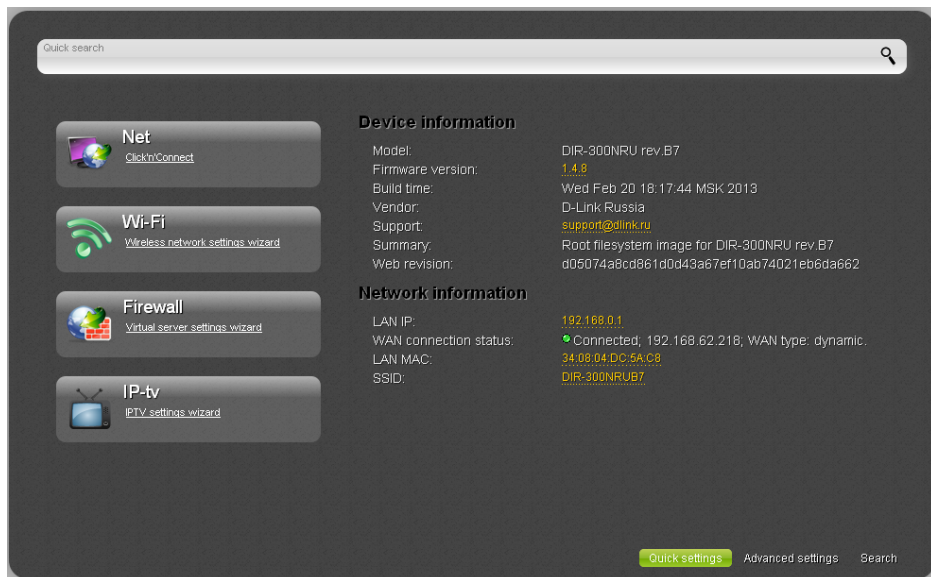 Quick search
Net
Click'n'Connect
Wi-Fi
Wireless network settings wizard
Firewall
Virtual server settings wizard
IP-tv
IPTV settings wizard
Device information
Model: DIR-300NRU rev.B7
Firmware version: 1.4.8
Build time: Wed Feb 20 18:17:44 MSK 2013
Vendor: D-Link Russia
Support: support@dlink.ru
Summary: Root filesystem image for DIR-300NRU rev.B7
Web revision: d05074a8cd861d0d43a67ef10ab74021eb6da662
Network information
LAN IP: 192.168.0.1
WAN connection status: Connected; 192.168.62.218; WAN type: dynamic.
LAN MAC: 34:08:04:DC:5A:C8
SSID: DIR-300NRUB7
Quick settings Advanced settings Search